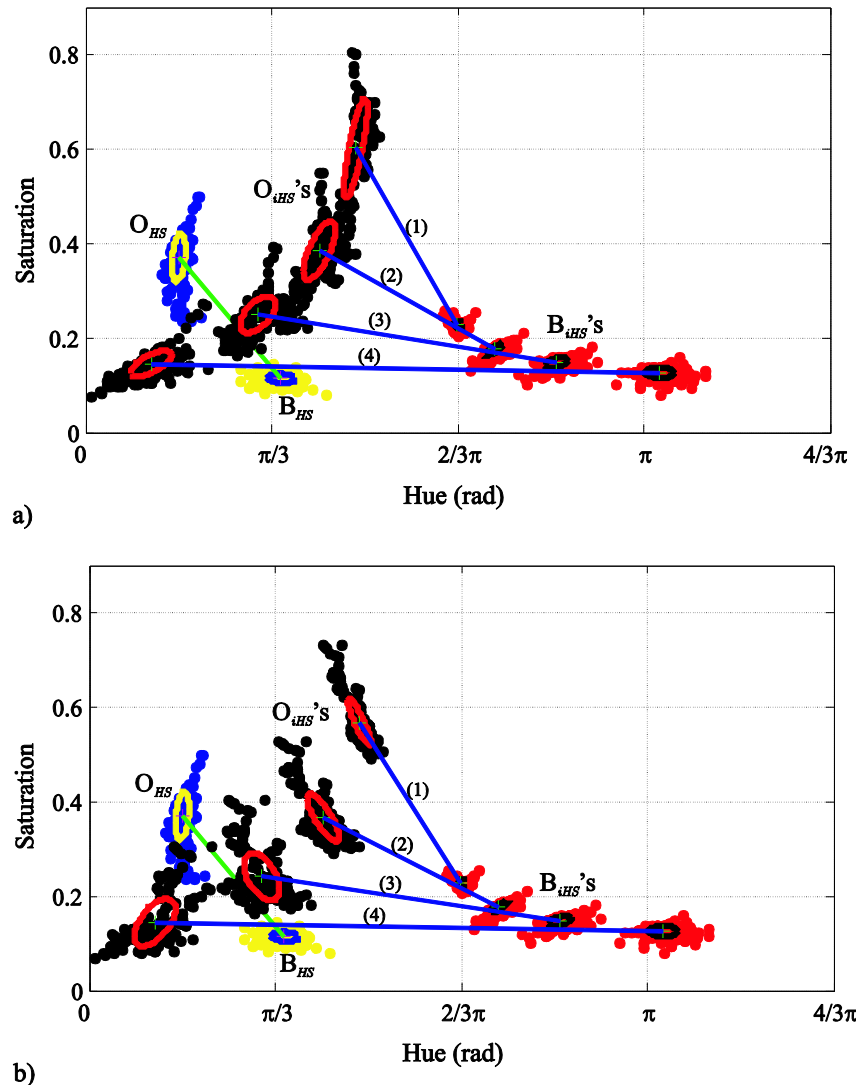 0.8
0.6
0.4
0.2
0
Saturation
O_HS
O_iHS's
(1)
(2)
(3)
(4)
B_iHS's
B_HS
0
π/3
2/3π
π
4/3π
Hue (rad)
a)
0.8
0.6
0.4
0.2
0
Saturation
O_iHS's
O_HS
(1)
(2)
(3)
(4)
B_iHS's
B_HS
0
π/3
2/3π
π
4/3π
Hue (rad)
b)